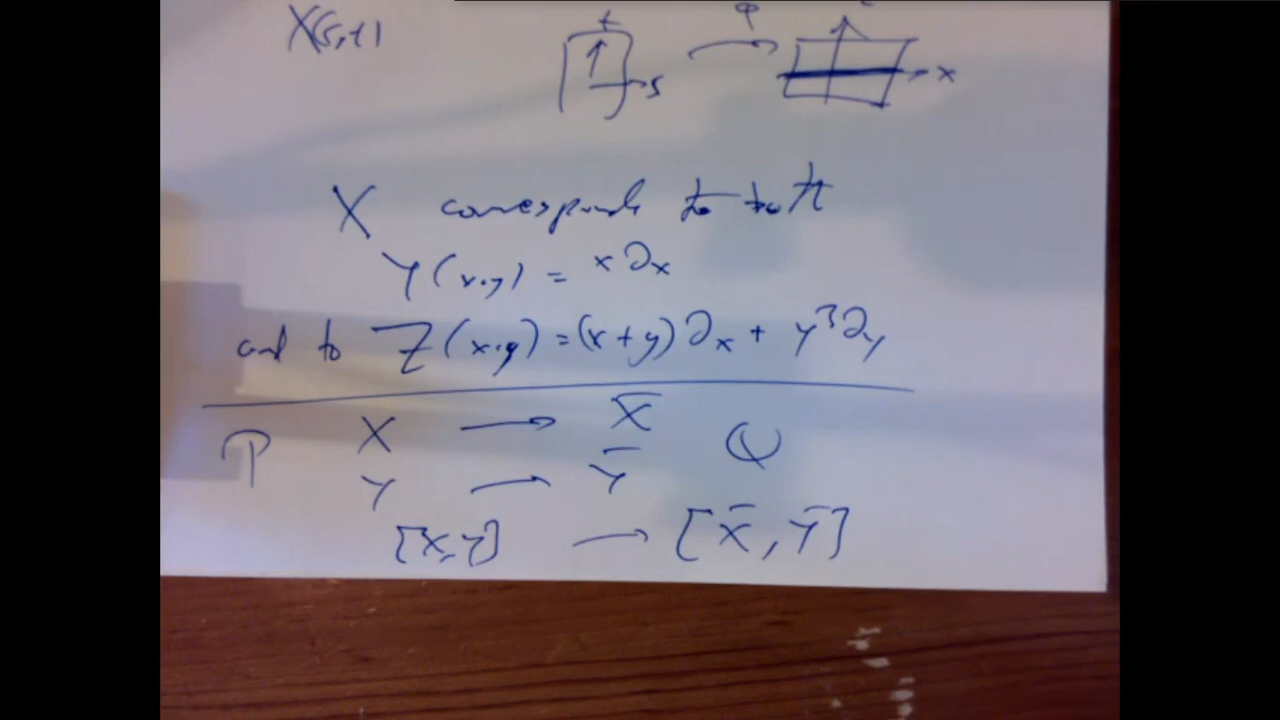 X(s,t)
t φ
s x
X corresponds to both
Y(x,y) = x∂x
and to Z(x,y) = (x+y)∂x + y³∂y
P X → X̄ Q
Y → Ȳ
[X,Y] → [X̄,Ȳ]